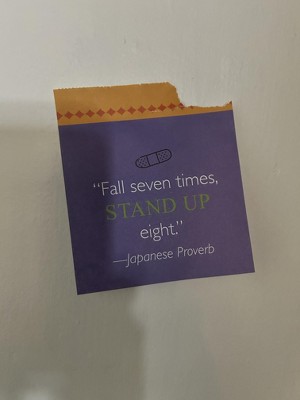 “Fall seven times,
STAND UP
eight.”
—Japanese Proverb